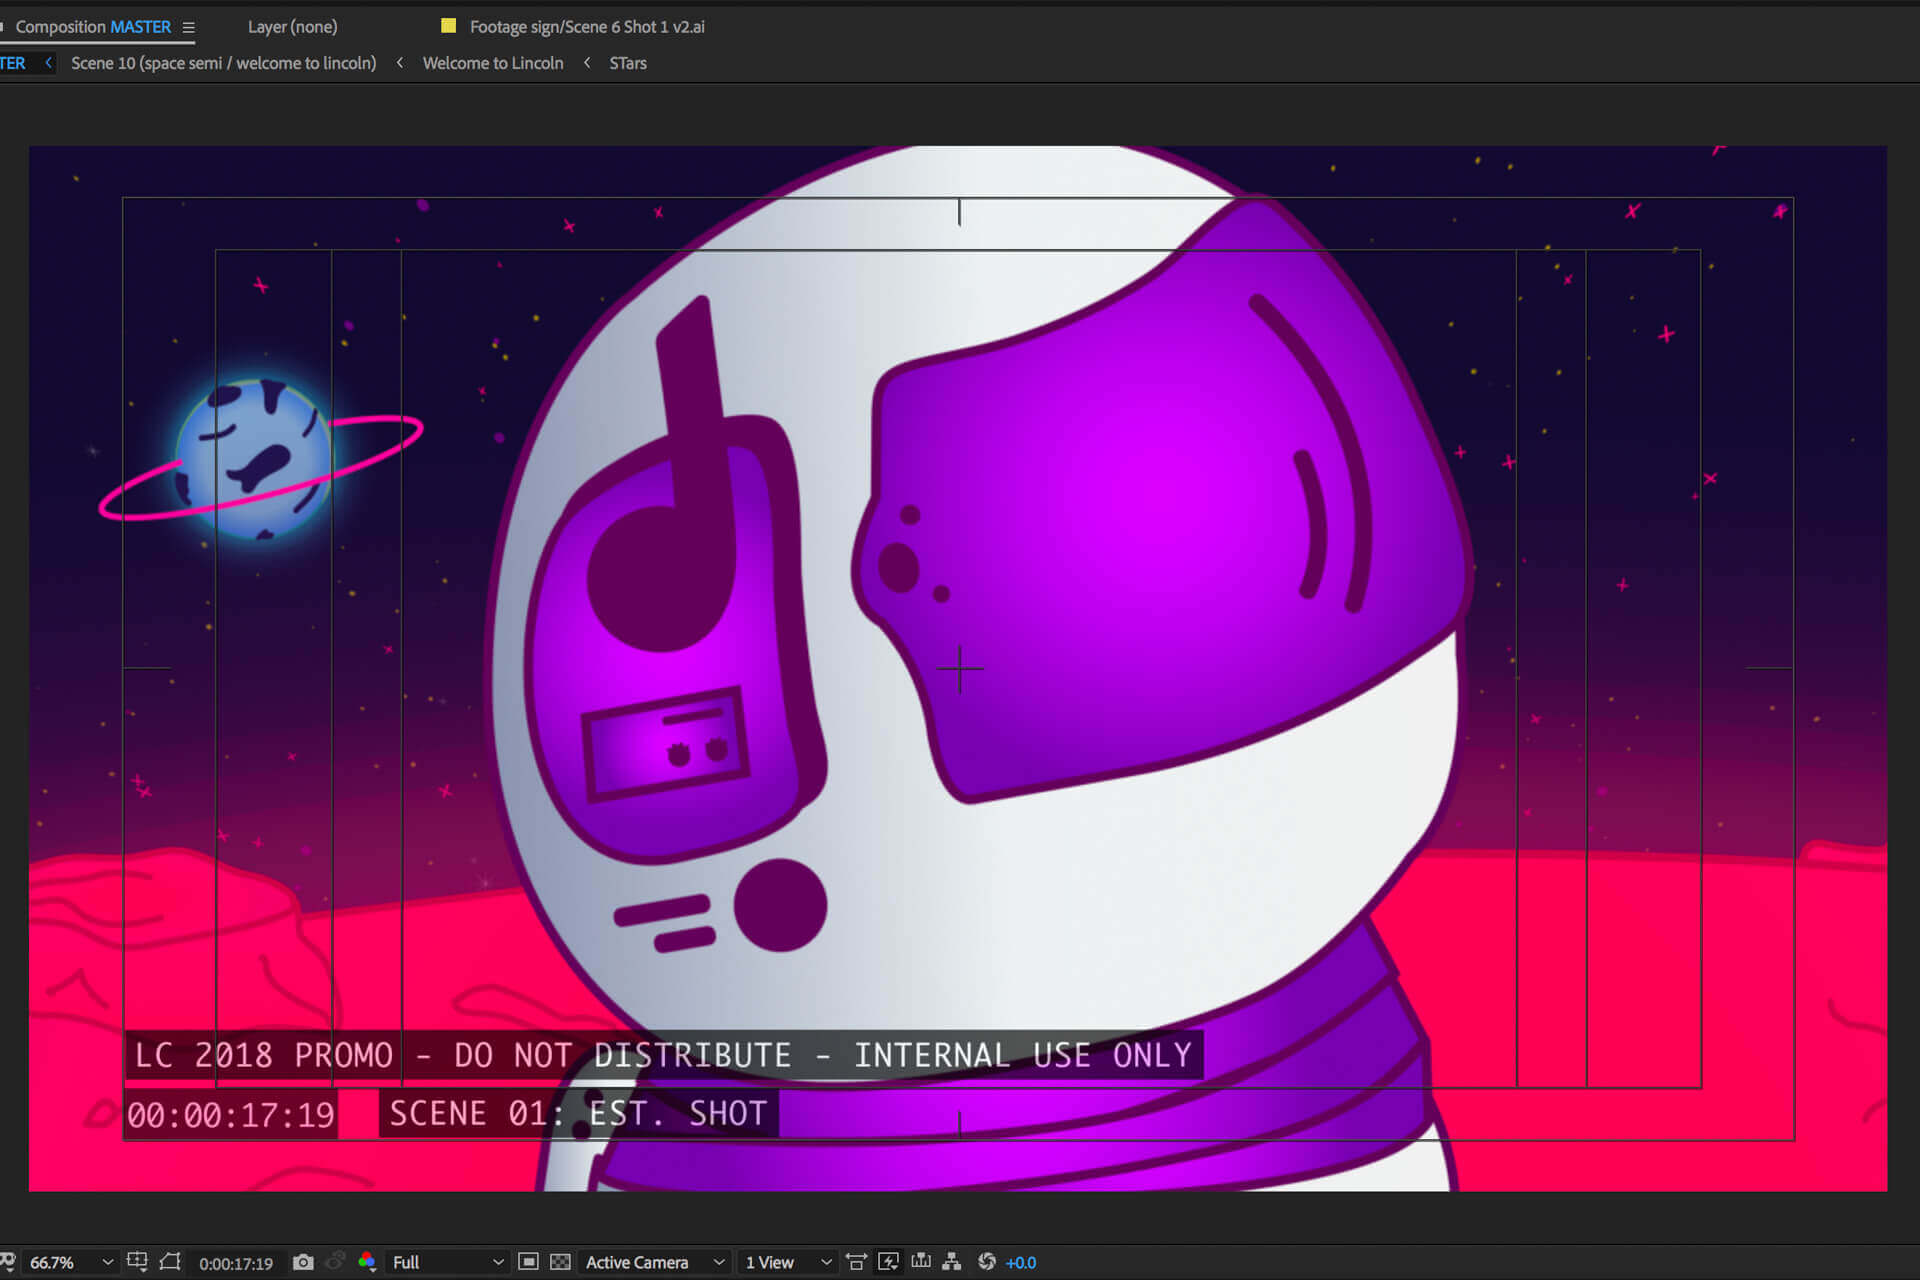 Composition MASTER Layer (none) Footage sign/Scene 6 Shot 1 v2.ai
TER Scene 10 (space semi / welcome to lincoln) Welcome to Lincoln STars
LC 2018 PROMO - DO NOT DISTRIBUTE - INTERNAL USE ONLY
00:00:17:19 SCENE 01: EST. SHOT
66.7% 0:00:17:19 Full Active Camera 1 View +0.0